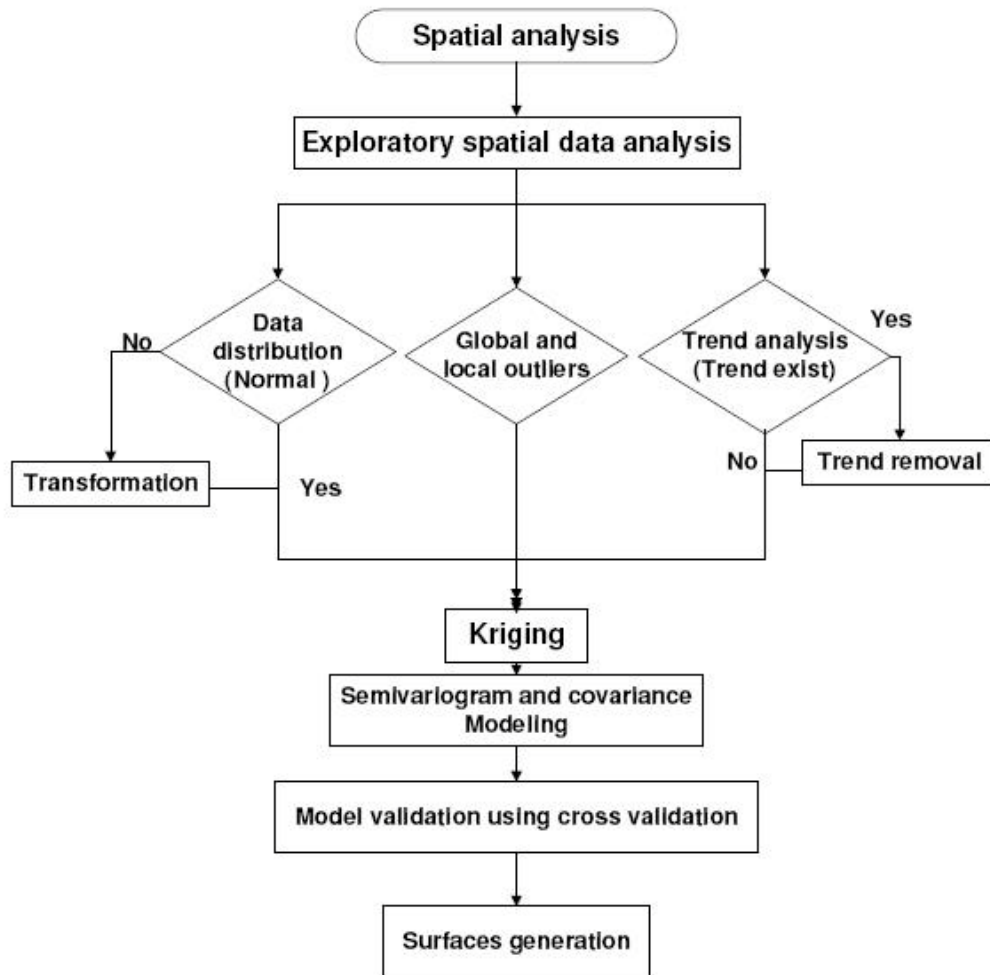 Spatial analysis
Exploratory spatial data analysis
No
Data
distribution
(Normal )
Global and
local outliers
Trend analysis
(Trend exist)
Yes
Transformation
Yes
No
Trend removal
Kriging
Semivariogram and covariance
Modeling
Model validation using cross validation
Surfaces generation